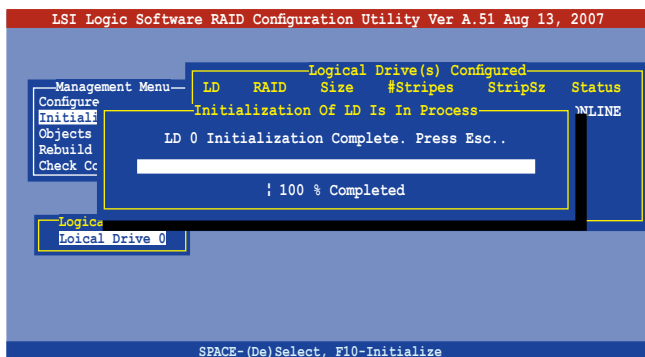 LSI Logic Software RAID Configuration Utility Ver A.51 Aug 13, 2007
Logical Drive(s) Configured
LD RAID Size #Stripes StripSz Status
ONLINE
Management Menu
Configure
Initiali
Objects
Rebuild
Check Co
Initialization Of LD Is In Process
LD 0 Initialization Complete. Press Esc..
¦ 100 % Completed
Logica
Loical Drive 0
SPACE-(De)Select, F10-Initialize